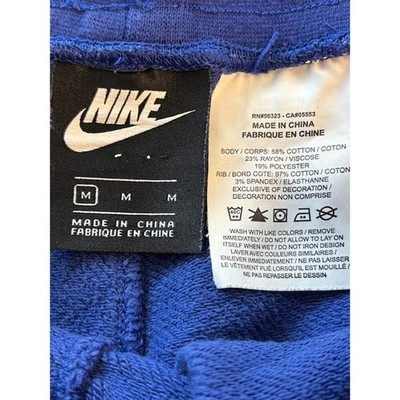 NIKE
M M M
MADE IN CHINA
FABRIQUE EN CHINE
RN#56323 - CA#05553
MADE IN CHINA
FABRIQUE EN CHINE
BODY / CORPS: 58% COTTON / COTON
23% RAYON / VISCOSE
19% POLYESTER
RIB / BORD COTE: 97% COTTON / COTON
3% SPANDEX / ELASTHANNE
EXCLUSIVE OF DECORATION /
DECORATION NON COMPRISE
WASH WITH LIKE COLORS / REMOVE
IMMEDIATELY / DO NOT ALLOW TO LAY ON
ITSELF WHEN WET / DO NOT IRON DESIGN
LAVER AVEC COULEURS SIMILAIRES /
ENLEVER IMMEDIATEMENT / NE PAS LAISSER
LE VÊTEMENT PLIÉ LORSQU'IL EST MOUILLÉ /
NE PAS REPASSER LE DESSIN